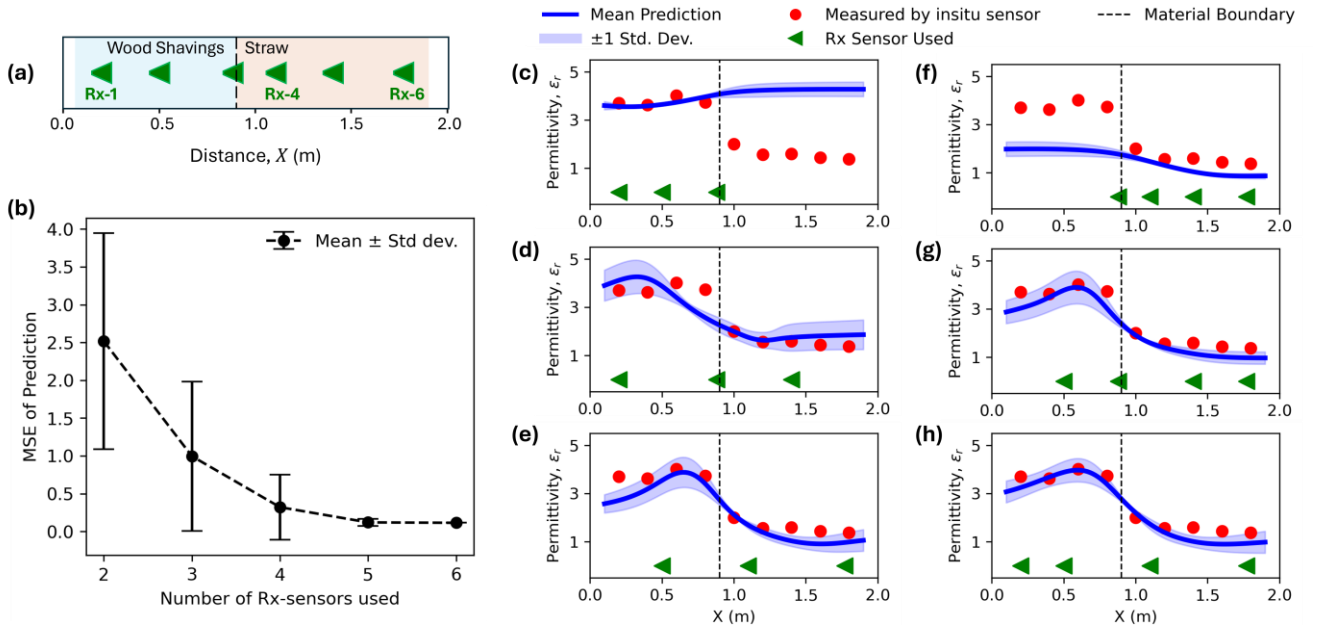 Mean Prediction
Measured by insitu sensor
Material Boundary
±1 Std. Dev.
Rx Sensor Used
(a)
Wood Shavings Straw
Rx-1 Rx-4 Rx-6
0.0 0.5 1.0 1.5 2.0
Distance, X (m)
(b)
Mean ± Std dev.
MSE of Prediction
4.0
3.5
3.0
2.5
2.0
1.5
1.0
0.5
0.0
2 3 4 5 6
Number of Rx-sensors used
(c)
Permittivity, εr
5
3
1
0.0 0.5 1.0 1.5 2.0
(d)
Permittivity, εr
5
3
1
0.0 0.5 1.0 1.5 2.0
(e)
Permittivity, εr
5
3
1
0.0 0.5 1.0 1.5 2.0
X (m)
(f)
Permittivity, εr
5
3
1
0.0 0.5 1.0 1.5 2.0
(g)
Permittivity, εr
5
3
1
0.0 0.5 1.0 1.5 2.0
(h)
Permittivity, εr
5
3
1
0.0 0.5 1.0 1.5 2.0
X (m)